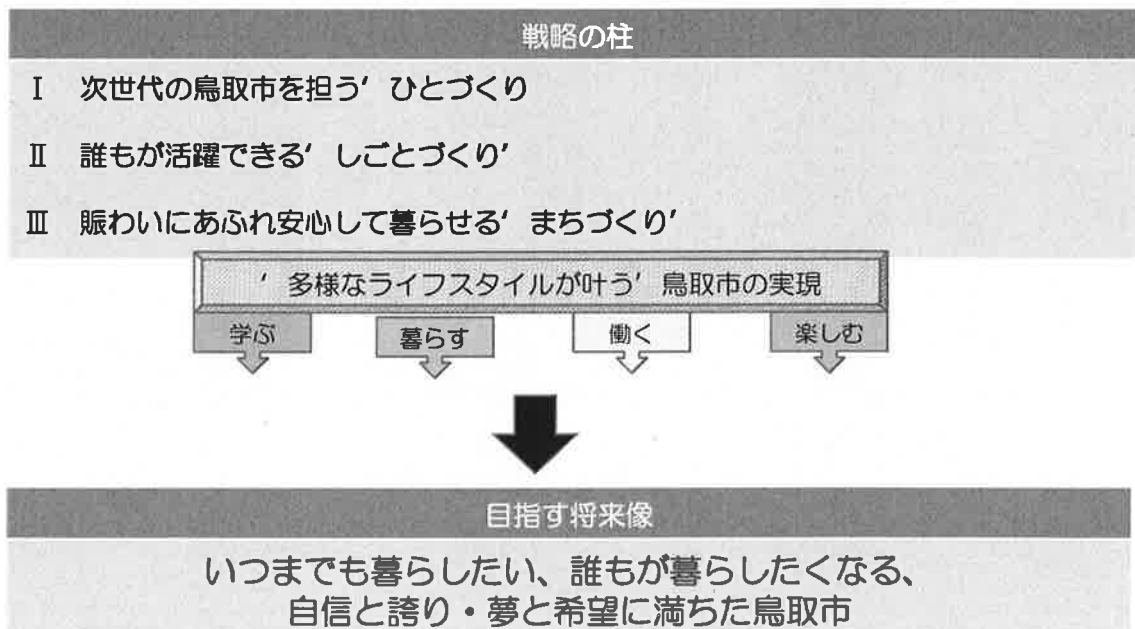 戦略の柱
Ⅰ 次世代の鳥取市を担う‘ ひとづくり
Ⅱ 誰もが活躍できる‘ しごとづくり’
Ⅲ 賑わいにあふれ安心して暮らせる‘ まちづくり’
‘ 多様なライフスタイルが叶う’ 鳥取市の実現
学ぶ 暮らす 働く 楽しむ
目指す将来像
いつまでも暮らしたい、誰もが暮らしたくなる、
自信と誇り・夢と希望に満ちた鳥取市